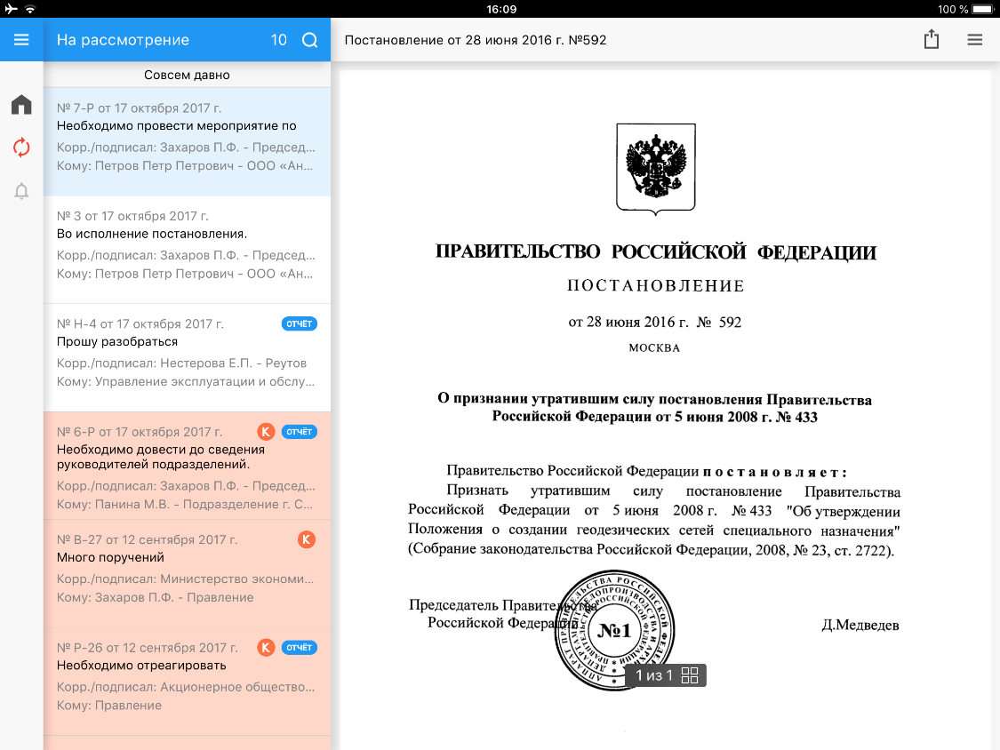 16:09
100 %
На рассмотрение 10
Совсем давно
№ 7-Р от 17 октября 2017 г.
Необходимо провести мероприятие по
Корр./подписал: Захаров П.Ф. - Председ...
Кому: Петров Петр Петрович - ООО «Ан...
№ 3 от 17 октября 2017 г.
Во исполнение постановления.
Корр./подписал: Захаров П.Ф. - Председ...
Кому: Петров Петр Петрович - ООО «Ан...
№ Н-4 от 17 октября 2017 г. ОТЧЁТ
Прошу разобраться
Корр./подписал: Нестерова Е.П. - Реутов
Кому: Управление эксплуатации и обслу...
№ 6-Р от 17 октября 2017 г. К ОТЧЁТ
Необходимо довести до сведения
руководителей подразделений.
Корр./подписал: Захаров П.Ф. - Председ...
Кому: Панина М.В. - Подразделение г. С...
№ В-27 от 12 сентября 2017 г. К
Много поручений
Корр./подписал: Министерство экономи...
Кому: Захаров П.Ф. - Правление
№ Р-26 от 12 сентября 2017 г. К ОТЧЁТ
Необходимо отреагировать
Корр./подписал: Акционерное общество...
Кому: Правление
Постановление от 28 июня 2016 г. №592
ПРАВИТЕЛЬСТВО РОССИЙСКОЙ ФЕДЕРАЦИИ
ПОСТАНОВЛЕНИЕ
от 28 июня 2016 г. № 592
МОСКВА
О признании утратившим силу постановления Правительства
Российской Федерации от 5 июня 2008 г. № 433
Правительство Российской Федерации постановляет:
Признать утратившим силу постановление Правительства
Российской Федерации от 5 июня 2008 г. № 433 "Об утверждении
Положения о создании геодезических сетей специального назначения"
(Собрание законодательства Российской Федерации, 2008, № 23, ст. 2722).
Председатель Правительства
Российской Федерации
Д.Медведев
№1
1 из 1